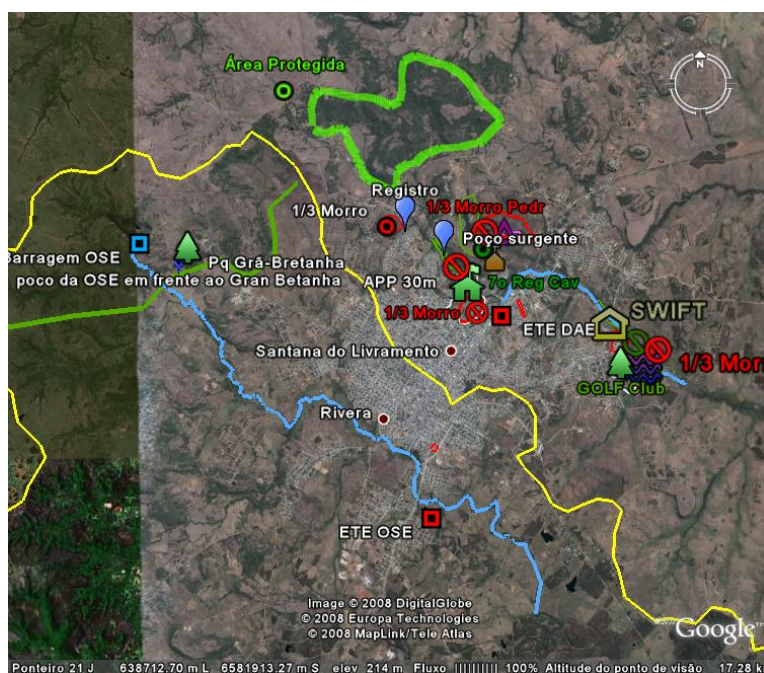 Área Protegida
N
Registro
1/3 Morro
1/3 Morro Pedr
Poço surgente
Barragem OSE
Pq Grã-Bretanha
poco da OSE em frente ao Gran Betanha
APP 30m
7o Reg Cav
1/3 Morro
ETE DAE
SWIFT
Santana do Livramento
1/3 Morr
GOLF Club
Rivera
ETE OSE
Image © 2008 DigitalGlobe
© 2008 Europa Technologies
© 2008 MapLink/Tele Atlas
Google
Ponteiro 21 J 638712.70 m L 6581913.27 m S elev 214 m Fluxo |||||||||| 100% Altitude do ponto de visão 17.28 k